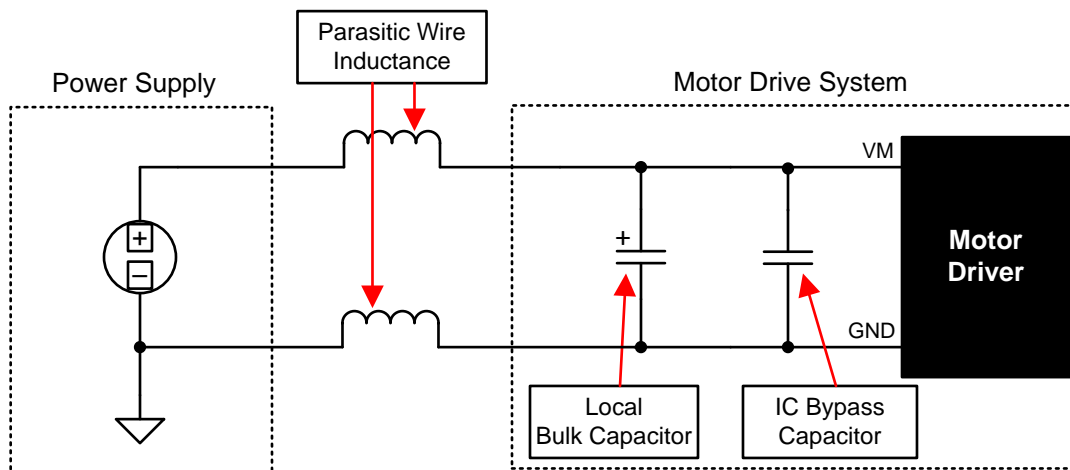 Parasitic Wire
Inductance
Power Supply
Motor Drive System
VM
+
−
+
Motor
Driver
GND
Local
Bulk Capacitor
IC Bypass
Capacitor